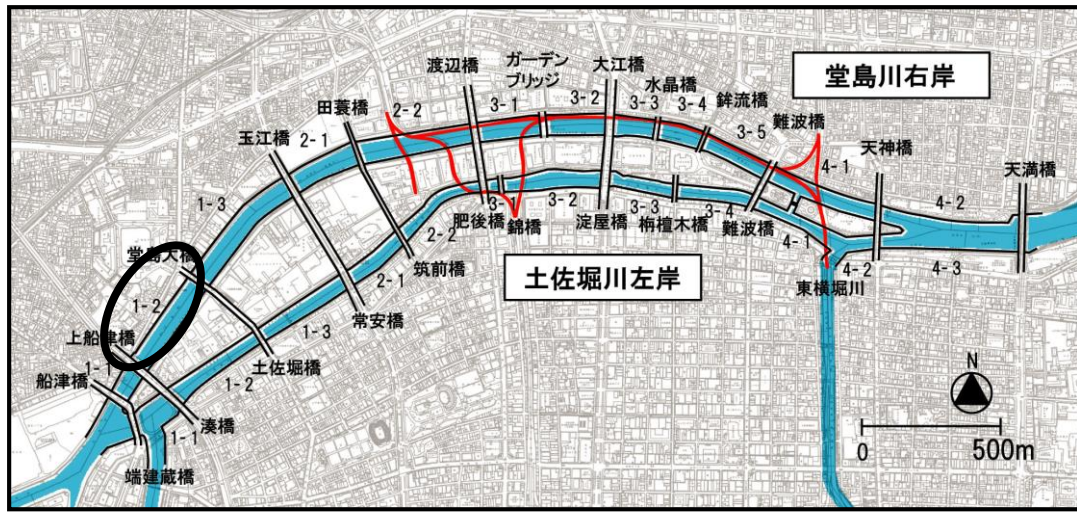 堂島川右岸
土佐堀川左岸
渡辺橋
ガーデン
ブリッジ
大江橋
水晶橋
鉾流橋
難波橋
天神橋
天満橋
田蓑橋
玉江橋
堂島大橋
上船津橋
船津橋
端建蔵橋
湊橋
土佐堀橋
常安橋
筑前橋
肥後橋
錦橋
淀屋橋
栴檀木橋
難波橋
東横堀川
1-1
1-2
1-3
2-1
2-2
3-1
3-2
3-3
3-4
3-5
4-1
4-2
1-1
1-2
1-3
2-1
2-2
3-1
3-2
3-3
3-4
4-1
4-2
4-3
N
0
500m